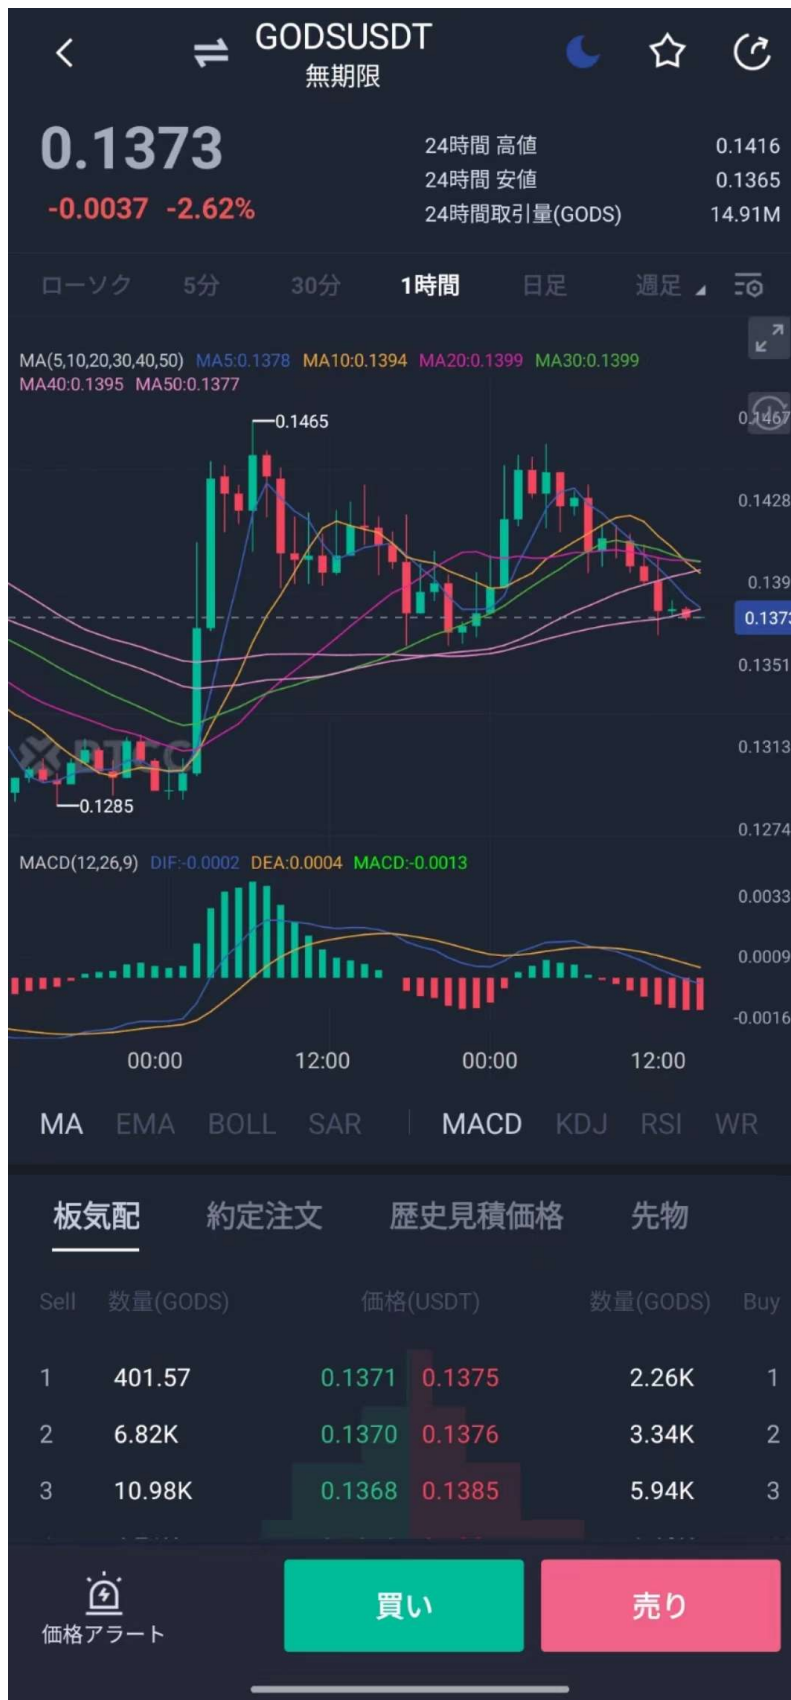 GODSUSDT
無期限
0.1373
-0.0037 -2.62%
24時間 高値 0.1416
24時間 安値 0.1365
24時間取引量(GODS) 14.91M
ローソク 5分 30分 1時間 日足 週足
MA(5,10,20,30,40,50) MA5:0.1378 MA10:0.1394 MA20:0.1399 MA30:0.1399
MA40:0.1395 MA50:0.1377
0.1465
0.1467
0.1428
0.139
0.1373
0.1351
0.1313
BTCC
0.1285
0.1274
MACD(12,26,9) DIF:-0.0002 DEA:0.0004 MACD:-0.0013
0.0033
0.0009
-0.0016
00:00 12:00 00:00 12:00
MA EMA BOLL SAR MACD KDJ RSI WR
板気配 約定注文 歴史見積価格 先物
Sell 数量(GODS) 価格(USDT) 数量(GODS) Buy
1 401.57 0.1371 0.1375 2.26K 1
2 6.82K 0.1370 0.1376 3.34K 2
3 10.98K 0.1368 0.1385 5.94K 3
価格アラート
買い
売り